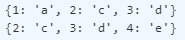 {1: 'a', 2: 'c', 3: 'd'}
{2: 'c', 3: 'd', 4: 'e'}